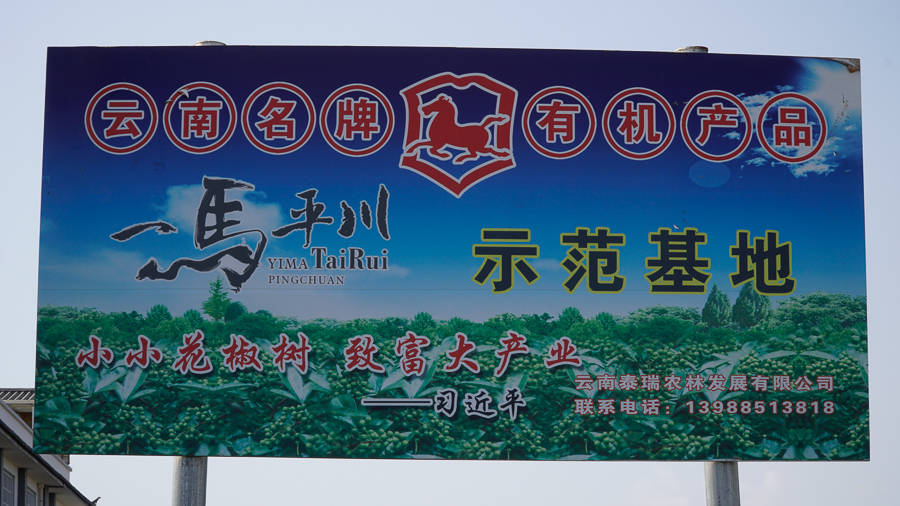 云南名牌 有机产品
一馬平川
YIMA TaiRui
PINGCHUAN
示范基地
小小花椒树 致富大产业
——习近平
云南泰瑞农林发展有限公司
联系电话：13988513818